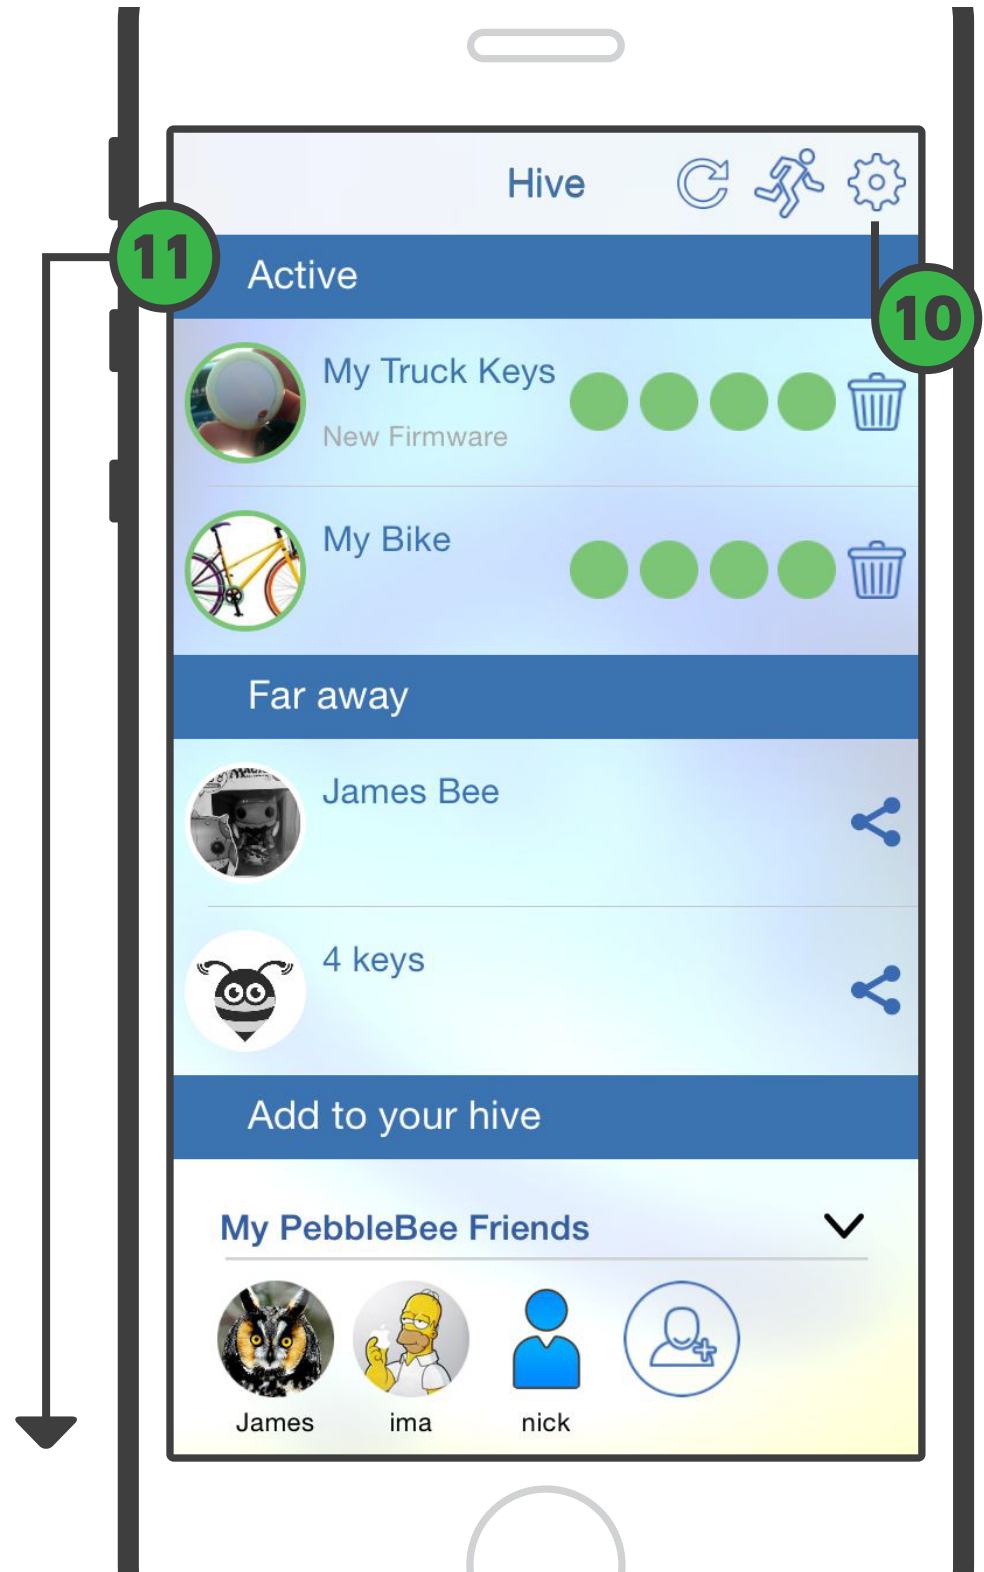 Hive
11
Active
10
My Truck Keys
New Firmware
My Bike
Far away
James Bee
4 keys
Add to your hive
My PebbleBee Friends
James
ima
nick